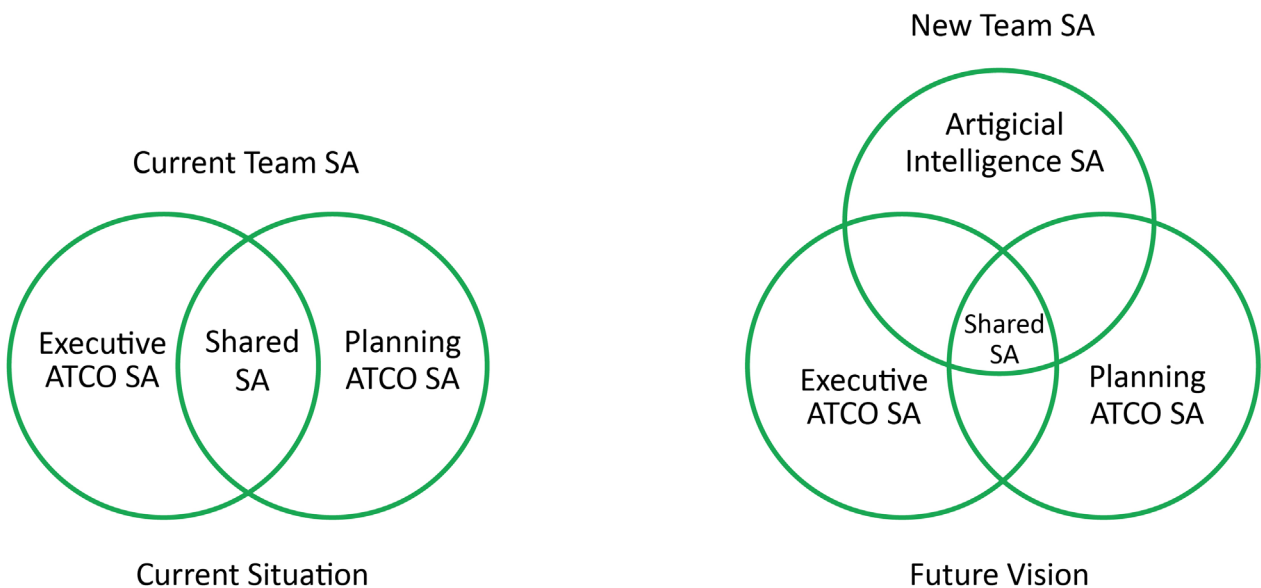 Current Team SA
Executive
ATCO SA
Shared
SA
Planning
ATCO SA
Current Situation
New Team SA
Artigicial
Intelligence SA
Shared
SA
Executive
ATCO SA
Planning
ATCO SA
Future Vision